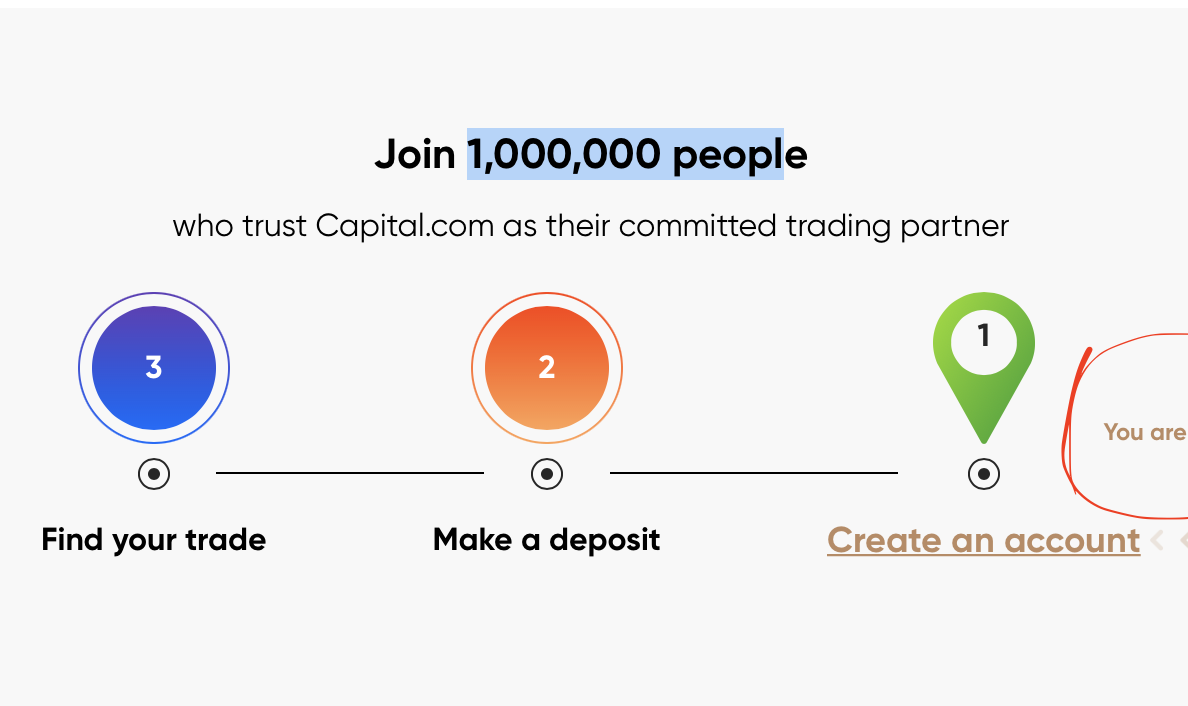 Join 1,000,000 people
who trust Capital.com as their committed trading partner
3
2
1
You are
Find your trade
Make a deposit
Create an account